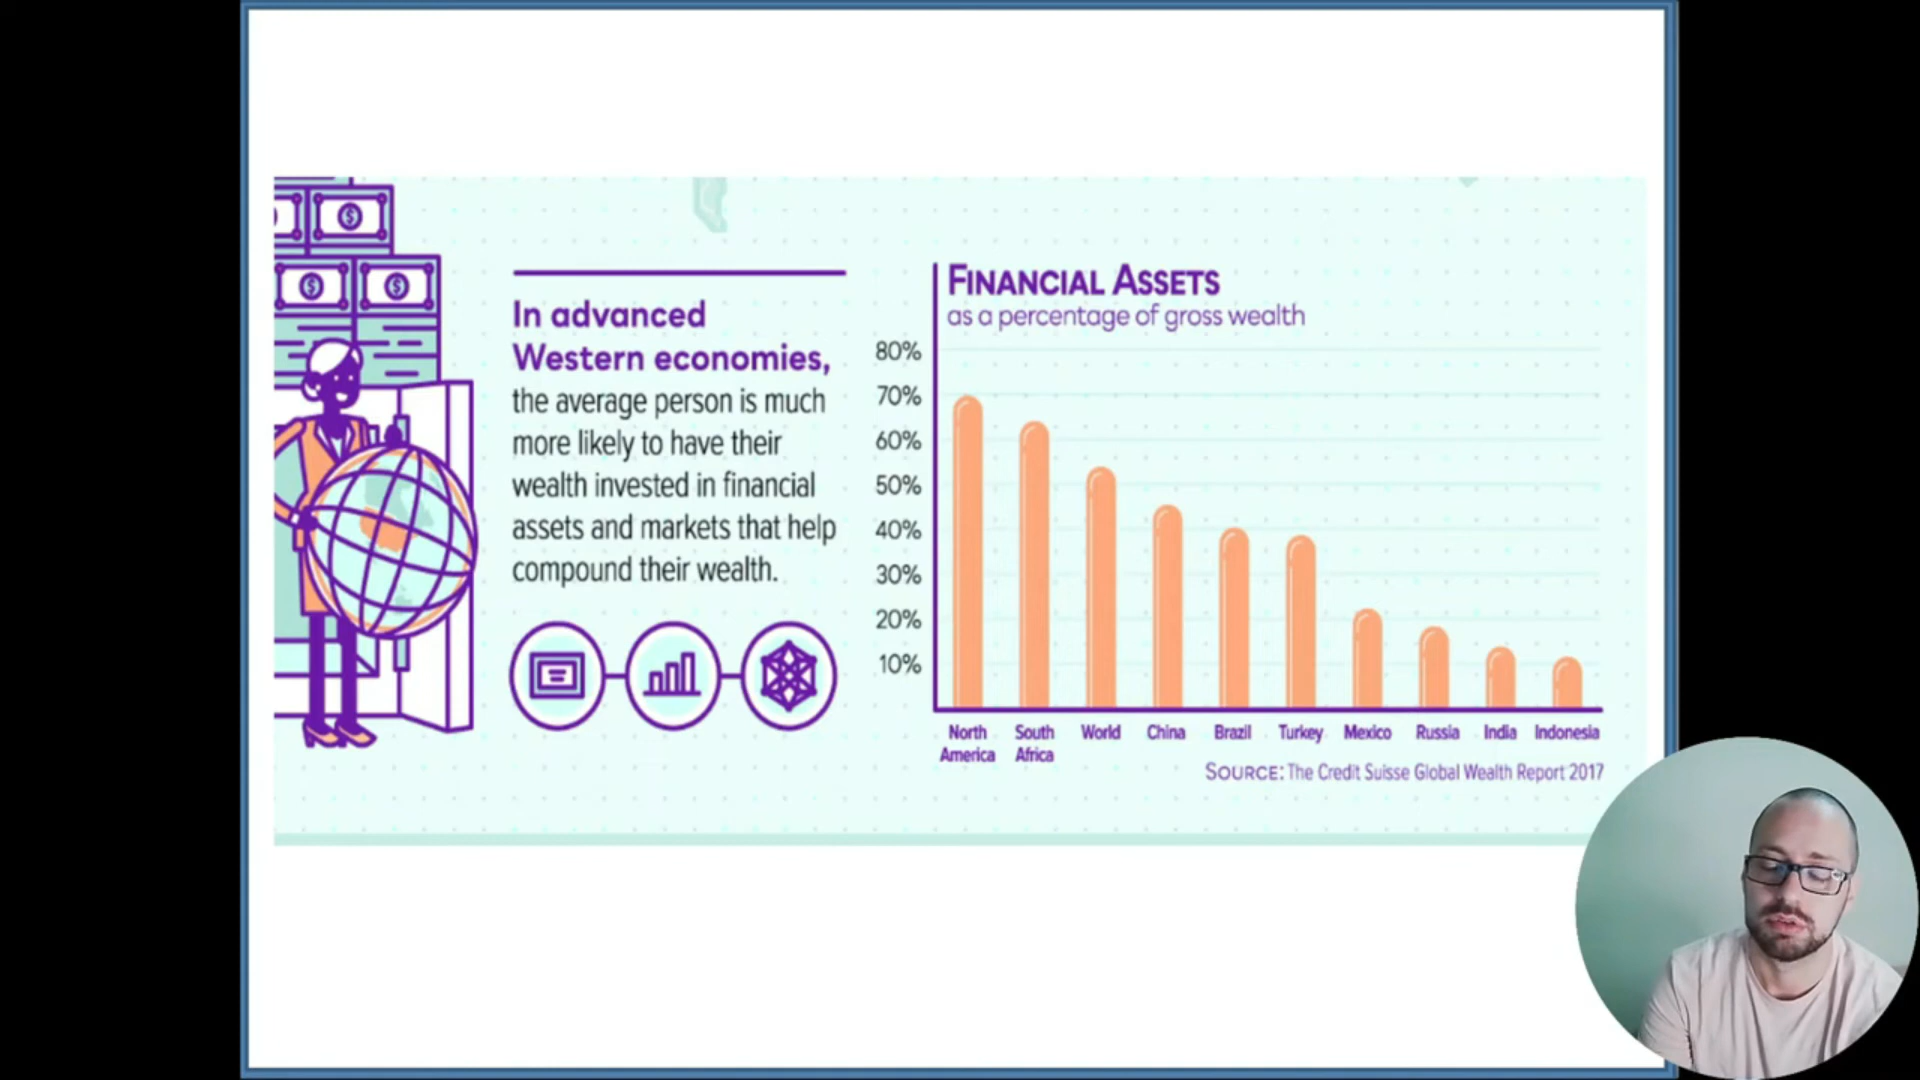 In advanced
Western economies,
the average person is much
more likely to have their
wealth invested in financial
assets and markets that help
compound their wealth.
FINANCIAL ASSETS
as a percentage of gross wealth
80%
70%
60%
50%
40%
30%
20%
10%
North America
South Africa
World
China
Brazil
Turkey
Mexico
Russia
India
Indonesia
SOURCE: The Credit Suisse Global Wealth Report 2017